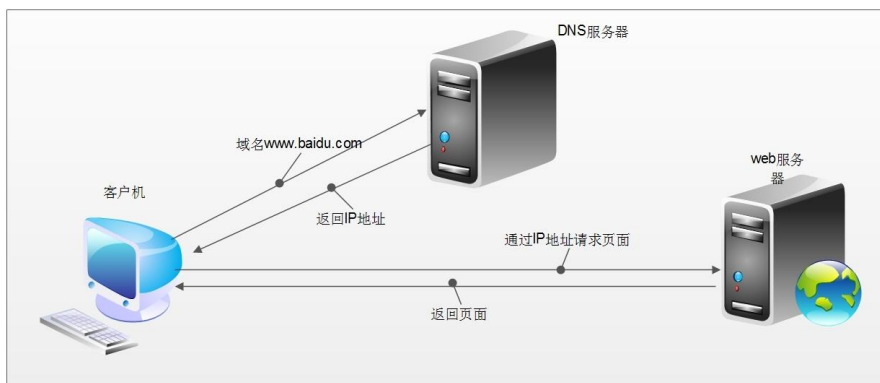 DNS服务器
域名www.baidu.com
web服务
器
客户机
返回IP地址
通过IP地址请求页面
返回页面